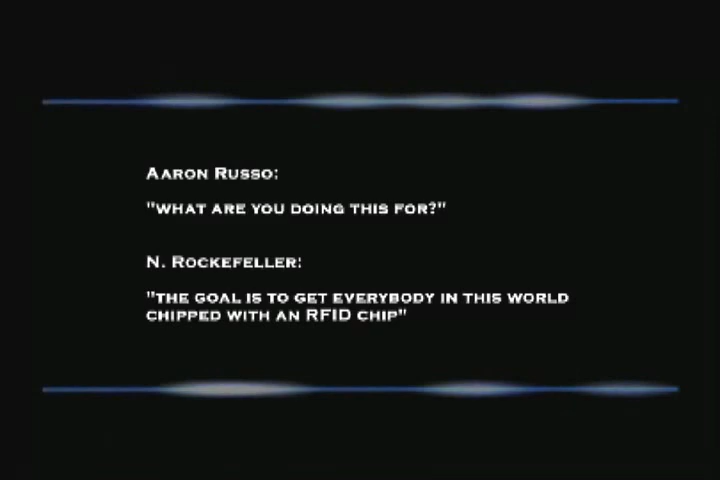 Aaron Russo:
"What are you doing this for?"
N. Rockefeller:
"The goal is to get everybody in this world
chipped with an RFID chip"